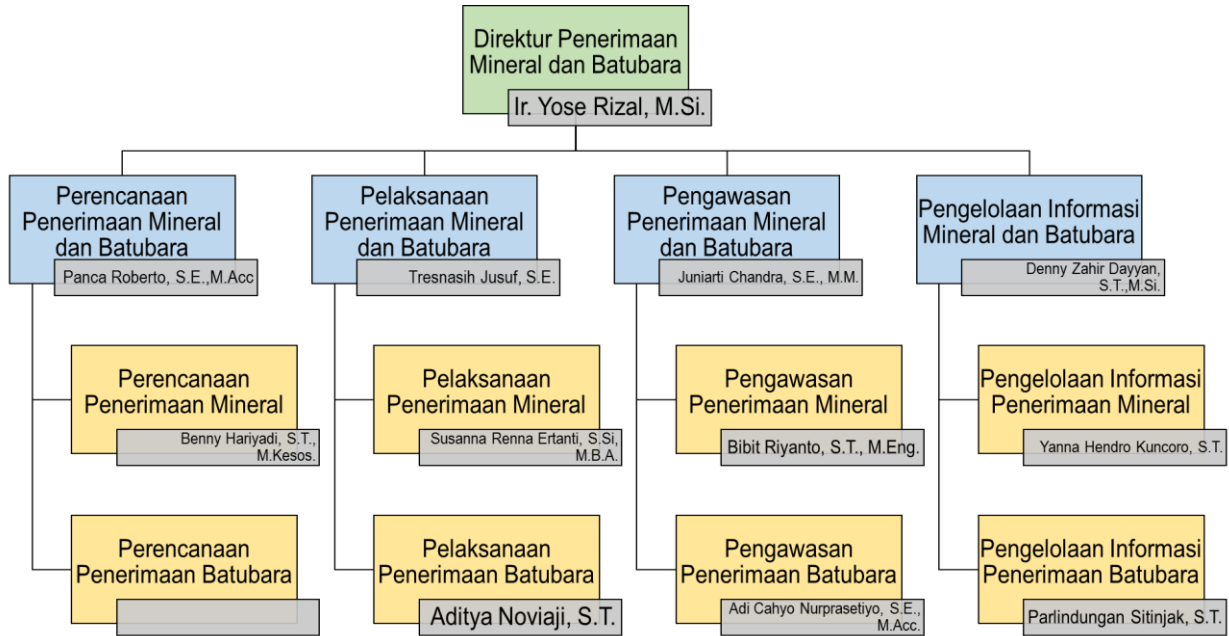 Direktur Penerimaan
Mineral dan Batubara
Ir. Yose Rizal, M.Si.
Perencanaan
Penerimaan Mineral
dan Batubara
Panca Roberto, S.E.,M.Acc
Pelaksanaan
Penerimaan Mineral
dan Batubara
Tresnasih Jusuf, S.E.
Pengawasan
Penerimaan Mineral
dan Batubara
Juniarti Chandra, S.E., M.M.
Pengelolaan Informasi
Mineral dan Batubara
Denny Zahir Dayyan,
S.T.,M.Si.
Perencanaan
Penerimaan Mineral
Benny Hariyadi, S.T.,
M.Kesos.
Pelaksanaan
Penerimaan Mineral
Susanna Renna Ertanti, S.Si,
M.B.A.
Pengawasan
Penerimaan Mineral
Bibit Riyanto, S.T., M.Eng.
Pengelolaan Informasi
Penerimaan Mineral
Yanna Hendro Kuncoro, S.T.
Perencanaan
Penerimaan Batubara
Pelaksanaan
Penerimaan Batubara
Aditya Noviaji, S.T.
Pengawasan
Penerimaan Batubara
Adi Cahyo Nurprasetiyo, S.E.,
M.Acc.
Pengelolaan Informasi
Penerimaan Batubara
Parlindungan Sitinjak, S.T.